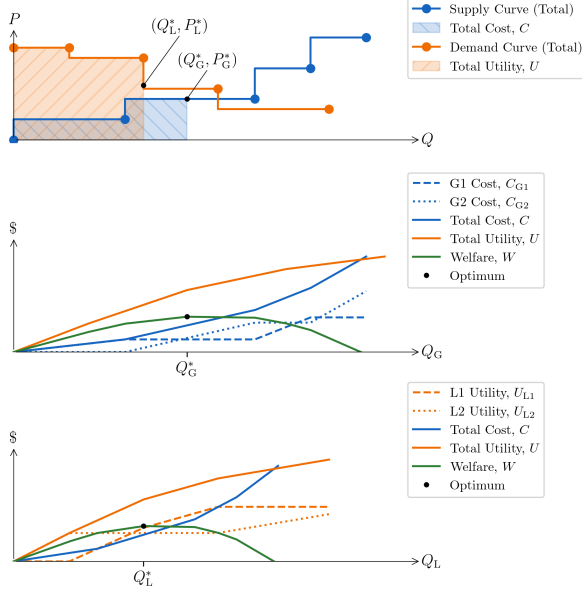 P
(Q*L, P*L)
(Q*G, P*G)
Q
Supply Curve (Total)
Total Cost, C
Demand Curve (Total)
Total Utility, U
$
G1 Cost, CG1
G2 Cost, CG2
Total Cost, C
Total Utility, U
Welfare, W
Optimum
QG
Q*G
$
L1 Utility, UL1
L2 Utility, UL2
Total Cost, C
Total Utility, U
Welfare, W
Optimum
QL
Q*L